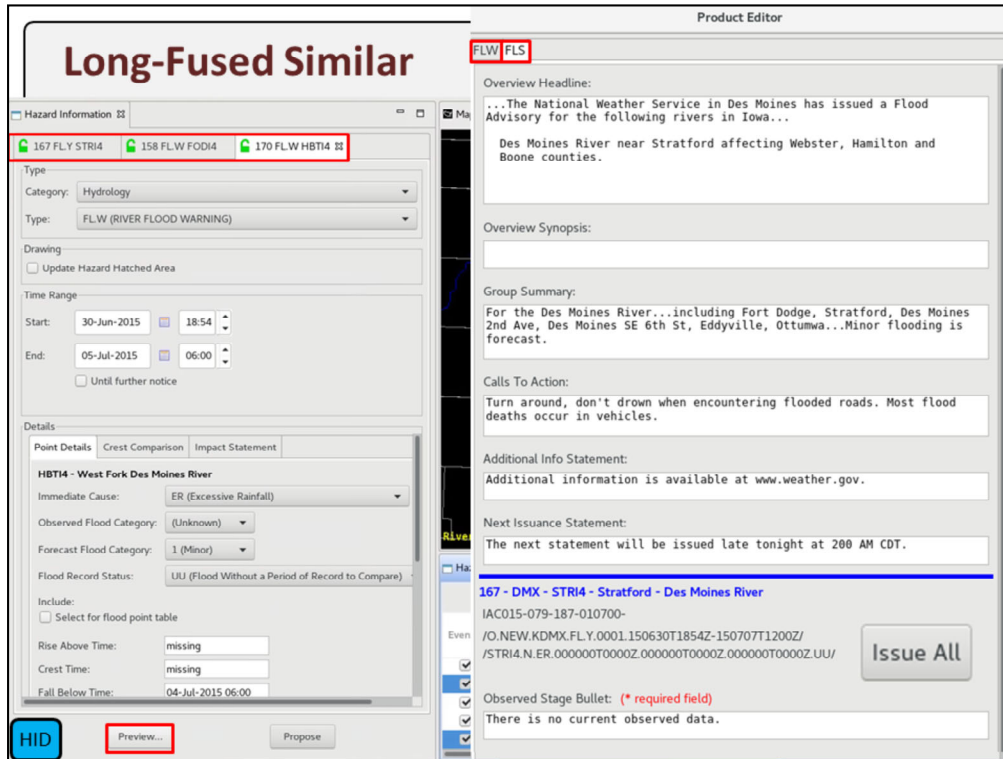 Long-Fused Similar
Hazard Information
167 FL.Y STRI4
158 FL.W FODI4
170 FL.W HBTI4
Type
Category: Hydrology
Type: FL.W (RIVER FLOOD WARNING)
Drawing
Update Hazard Hatched Area
Time Range
Start: 30-Jun-2015 18:54
End: 05-Jul-2015 06:00
Until further notice
Details
Point Details Crest Comparison Impact Statement
HBTI4 - West Fork Des Moines River
Immediate Cause: ER (Excessive Rainfall)
Observed Flood Category: (Unknown)
Forecast Flood Category: 1 (Minor)
Flood Record Status: UU (Flood Without a Period of Record to Compare)
Include:
Select for flood point table
Rise Above Time: missing
Crest Time: missing
Fall Below Time: 04-Jul-2015 06:00
HID
Preview...
Propose
Product Editor
FLW FLS
Overview Headline:
...The National Weather Service in Des Moines has issued a Flood
Advisory for the following rivers in Iowa...
Des Moines River near Stratford affecting Webster, Hamilton and
Boone counties.
Overview Synopsis:
Group Summary:
For the Des Moines River...including Fort Dodge, Stratford, Des Moines
2nd Ave, Des Moines SE 6th St, Eddyville, Ottumwa...Minor flooding is
forecast.
Calls To Action:
Turn around, don't drown when encountering flooded roads. Most flood
deaths occur in vehicles.
Additional Info Statement:
Additional information is available at www.weather.gov.
Next Issuance Statement:
The next statement will be issued late tonight at 200 AM CDT.
167 - DMX - STRI4 - Stratford - Des Moines River
IAC015-079-187-010700-
/O.NEW.KDMX.FL.Y.0001.150630T1854Z-150707T1200Z/
/STRI4.N.ER.000000T0000Z.000000T0000Z.000000T0000Z.UU/
Issue All
Observed Stage Bullet: (* required field)
There is no current observed data.